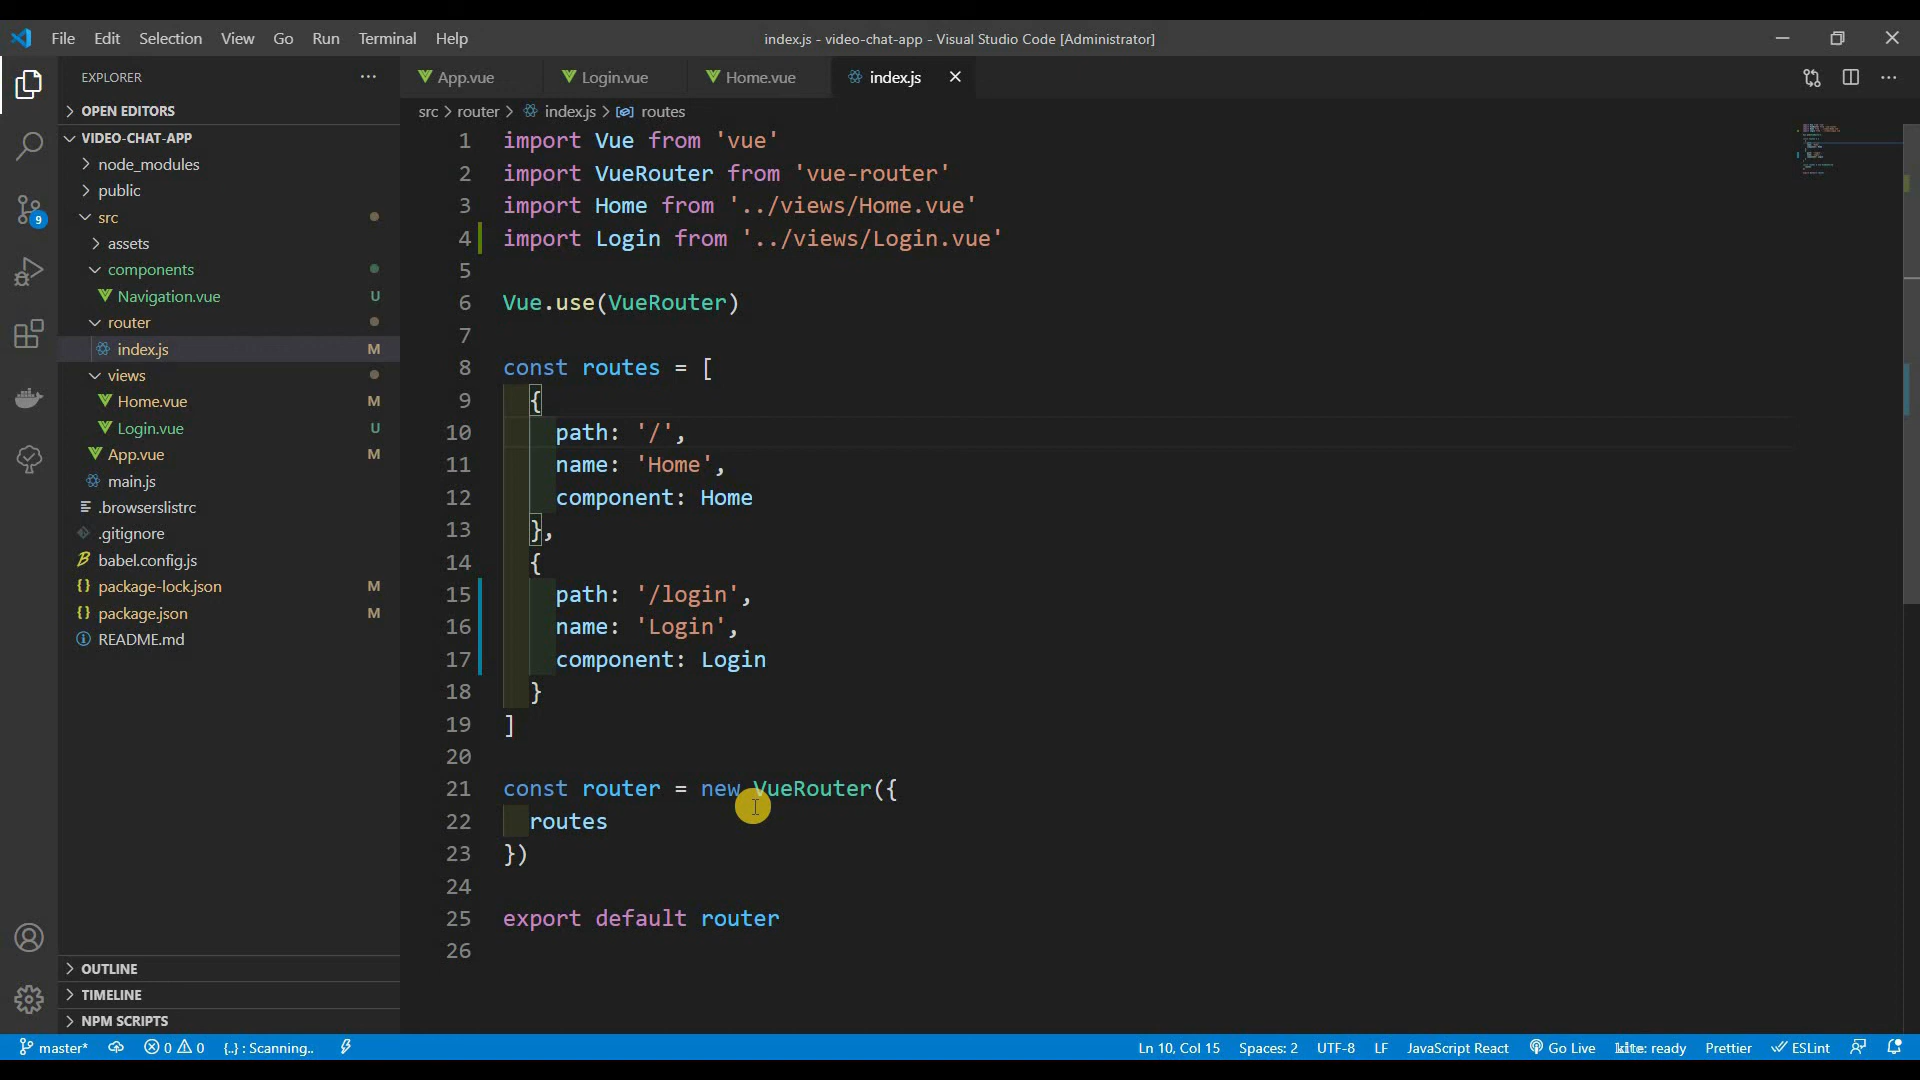 File Edit Selection View Go Run Terminal Help
index.js - video-chat-app - Visual Studio Code [Administrator]
EXPLORER
OPEN EDITORS
VIDEO-CHAT-APP
node_modules
public
src
assets
components
Navigation.vue U
router
index.js M
views
Home.vue M
Login.vue U
App.vue M
main.js
.browserslistrc
.gitignore
babel.config.js
package-lock.json M
package.json M
README.md
OUTLINE
TIMELINE
NPM SCRIPTS
9
App.vue Login.vue Home.vue index.js
src > router > index.js > routes
1 import Vue from 'vue'
2 import VueRouter from 'vue-router'
3 import Home from '../views/Home.vue'
4 import Login from '../views/Login.vue'
5
6 Vue.use(VueRouter)
7
8 const routes = [
9 {
10 path: '/',
11 name: 'Home',
12 component: Home
13 },
14 {
15 path: '/login',
16 name: 'Login',
17 component: Login
18 }
19 ]
20
21 const router = new VueRouter({
22 routes
23 })
24
25 export default router
26
master* 0 0 {..} : Scanning.. Ln 10, Col 15 Spaces: 2 UTF-8 LF JavaScript React Go Live kite: ready Prettier ESLint